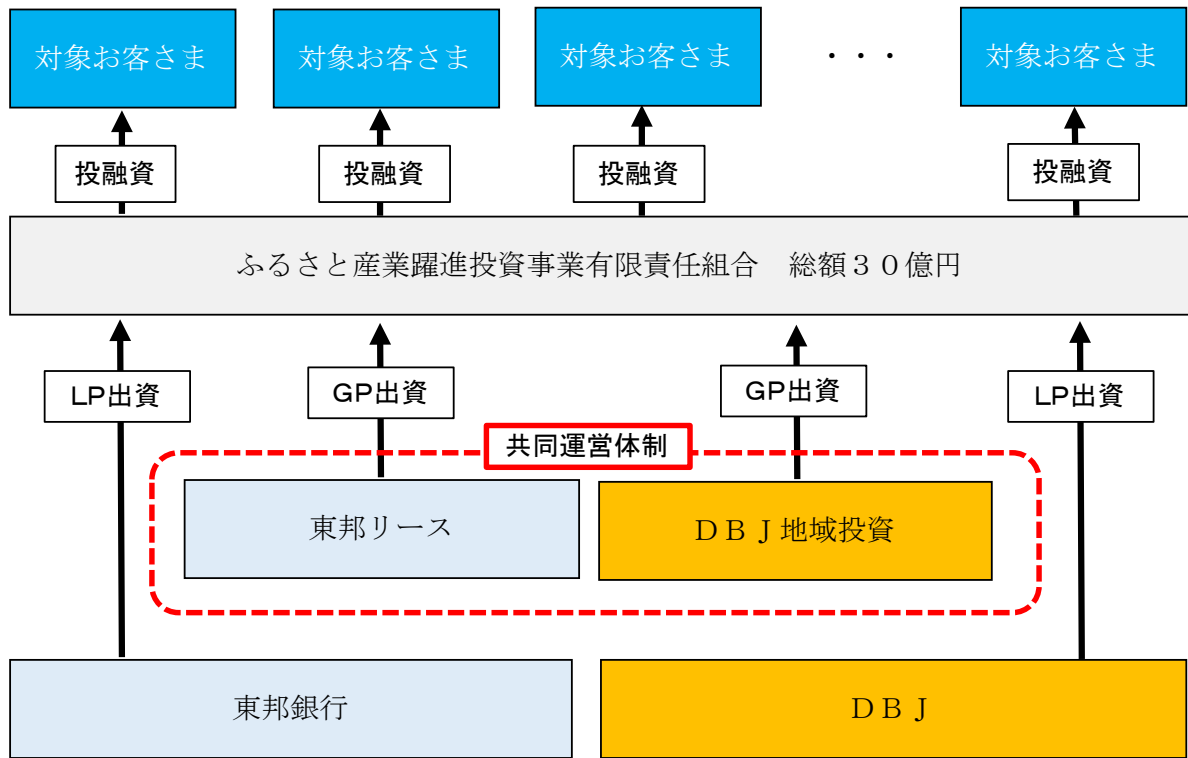 対象お客さま
対象お客さま
対象お客さま
・・・
対象お客さま
投融資
投融資
投融資
投融資
ふるさと産業躍進投資事業有限責任組合　総額３０億円
LP出資
GP出資
GP出資
LP出資
共同運営体制
東邦リース
ＤＢＪ地域投資
東邦銀行
ＤＢＪ